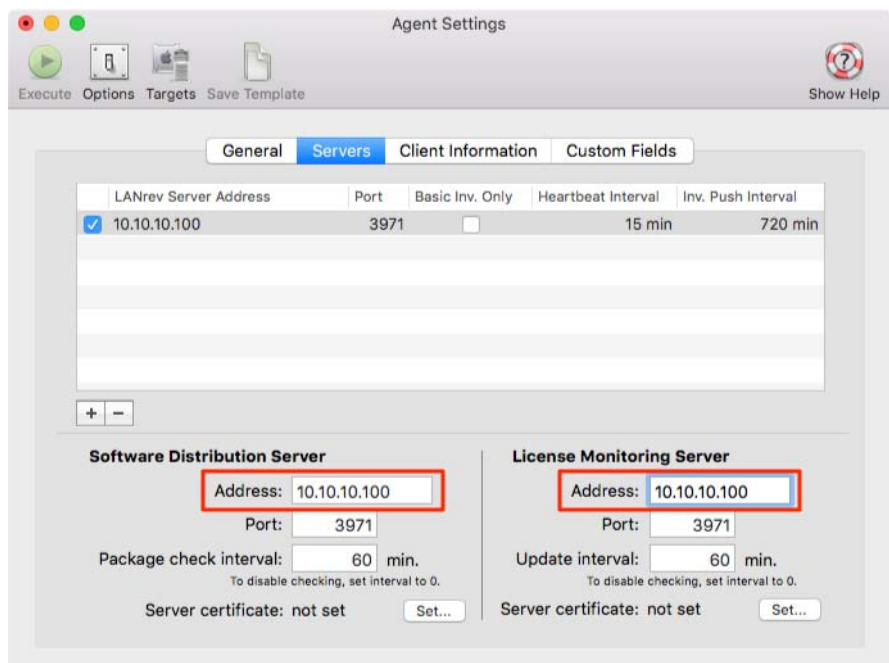 Agent Settings
Execute Options Targets Save Template Show Help
General Servers Client Information Custom Fields
LANrev Server Address Port Basic Inv. Only Heartbeat Interval Inv. Push Interval
10.10.10.100 3971 15 min 720 min
+ −
Software Distribution Server License Monitoring Server
Address: 10.10.10.100 Address: 10.10.10.100
Port: 3971 Port: 3971
Package check interval: 60 min. Update interval: 60 min.
To disable checking, set interval to 0. To disable checking, set interval to 0.
Server certificate: not set Set... Server certificate: not set Set...